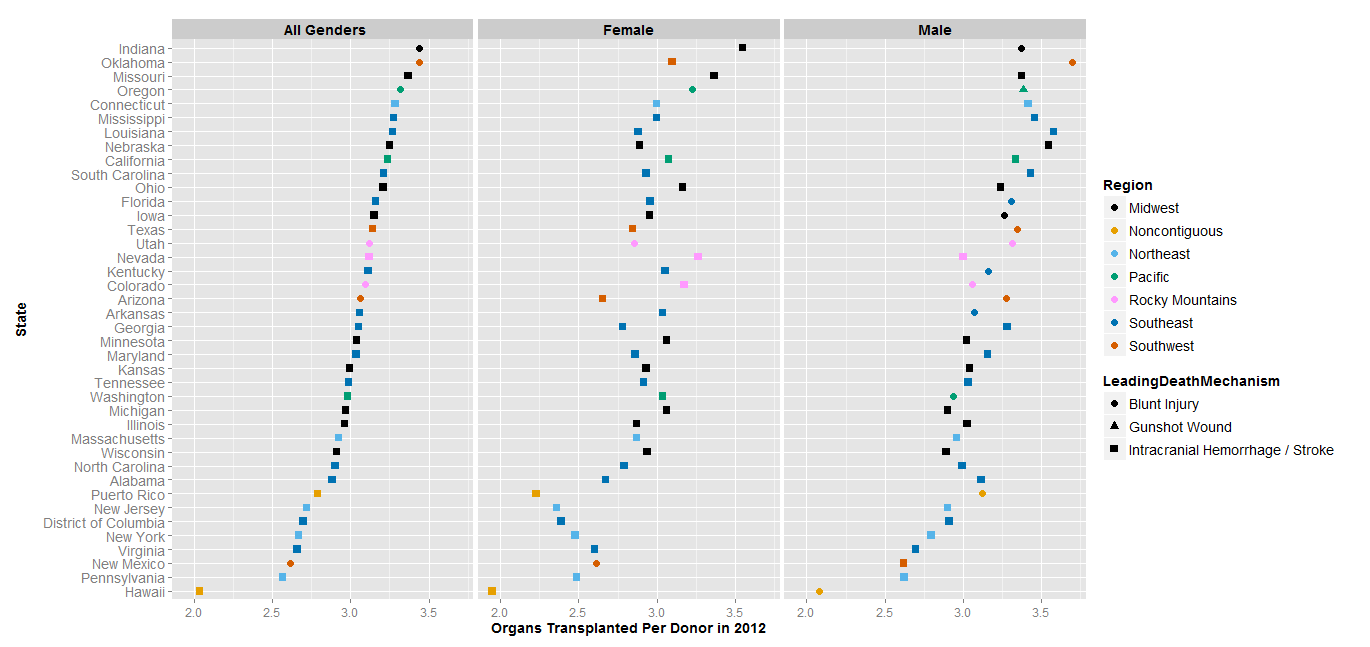 All Genders
Female
Male
Indiana
Oklahoma
Missouri
Oregon
Connecticut
Mississippi
Louisiana
Nebraska
California
South Carolina
Ohio
Florida
Iowa
Texas
Utah
Nevada
Kentucky
Colorado
Arizona
Arkansas
Georgia
Minnesota
Maryland
Kansas
Tennessee
Washington
Michigan
Illinois
Massachusetts
Wisconsin
North Carolina
Alabama
Puerto Rico
New Jersey
District of Columbia
New York
Virginia
New Mexico
Pennsylvania
Hawaii
State
2.0 2.5 3.0 3.5
2.0 2.5 3.0 3.5
2.0 2.5 3.0 3.5
Organs Transplanted Per Donor in 2012
Region
Midwest
Noncontiguous
Northeast
Pacific
Rocky Mountains
Southeast
Southwest
LeadingDeathMechanism
Blunt Injury
Gunshot Wound
Intracranial Hemorrhage / Stroke